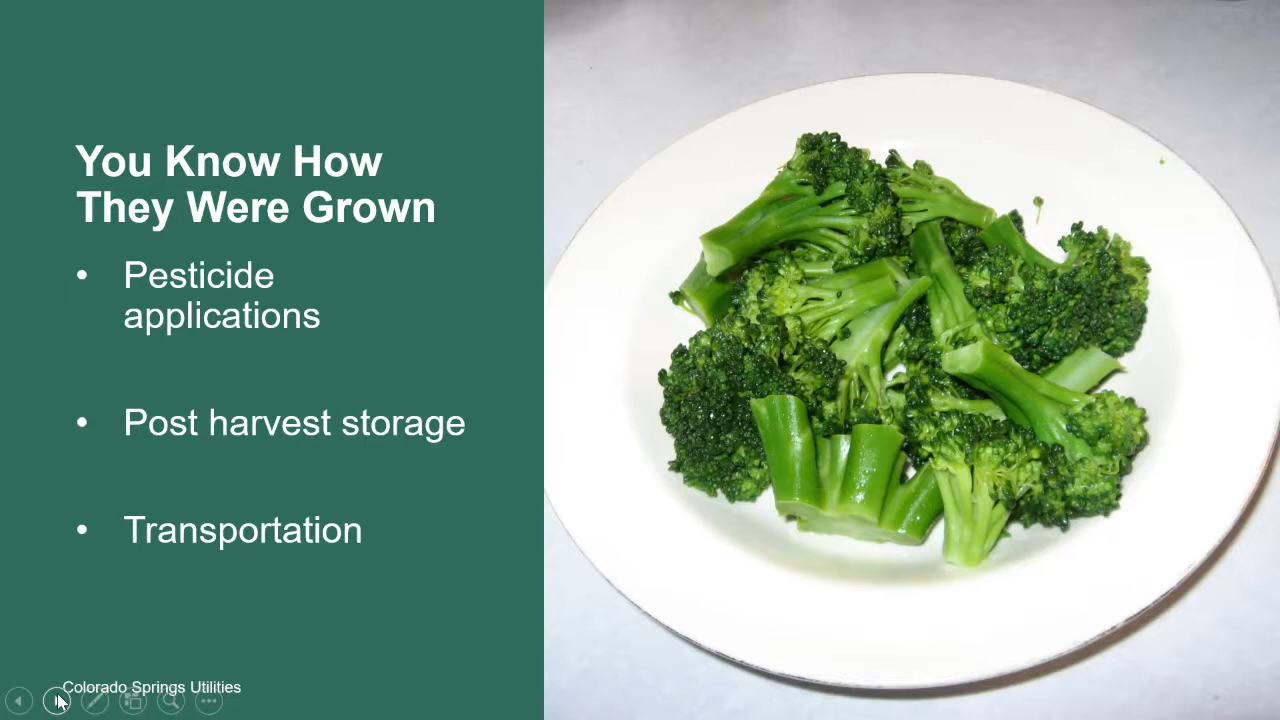 You Know How
They Were Grown
• Pesticide
applications
• Post harvest storage
• Transportation
Colorado Springs Utilities